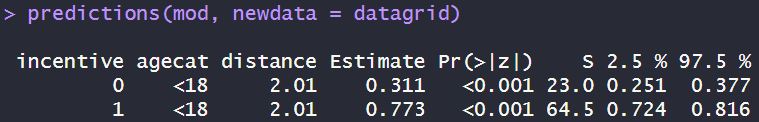 > predictions(mod, newdata = datagrid)
incentive agecat distance Estimate Pr(>|z|) S 2.5 % 97.5 %
0 <18 2.01 0.311 <0.001 23.0 0.251 0.377
1 <18 2.01 0.773 <0.001 64.5 0.724 0.816